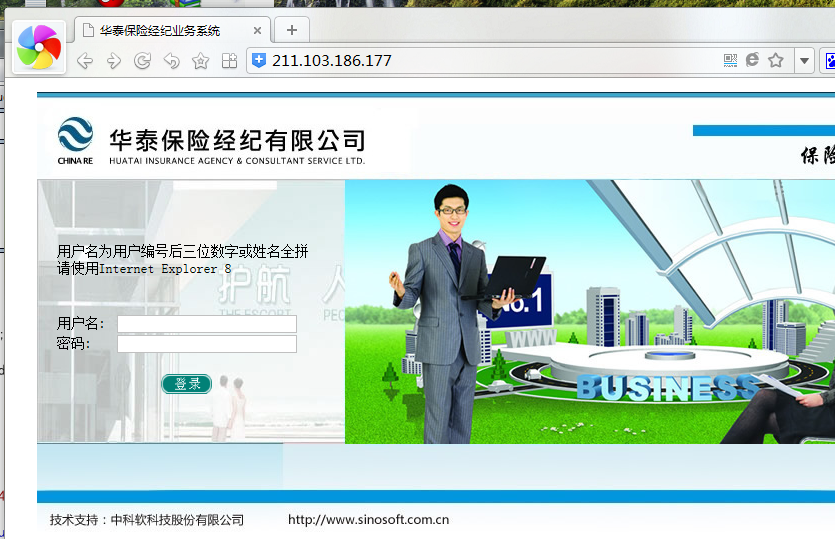 华泰保险经纪业务系统
211.103.186.177
华泰保险经纪有限公司
CHINA RE
HUATAI INSURANCE AGENCY & CONSULTANT SERVICE LTD.
保险
用户名为用户编号后三位数字或姓名全拼
请使用Internet Explorer 8
护航 人
THE ESCORT PEO
用户名:
密码:
登录
No.1
WWW
BUSINESS
技术支持：中科软科技股份有限公司 http://www.sinosoft.com.cn